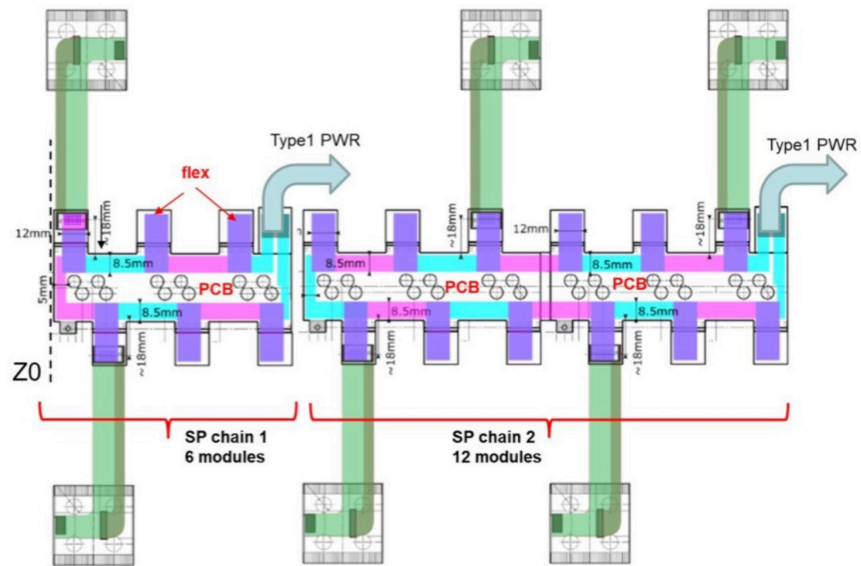 Type1 PWR
Type1 PWR
flex
12mm
~18mm
~18mm
12mm
~18mm
8.5mm
8.5mm
8.5mm
5mm
PCB
PCB
PCB
8.5mm
8.5mm
8.5mm
~18mm
~18mm
~18mm
Z0
SP chain 1
6 modules
SP chain 2
12 modules